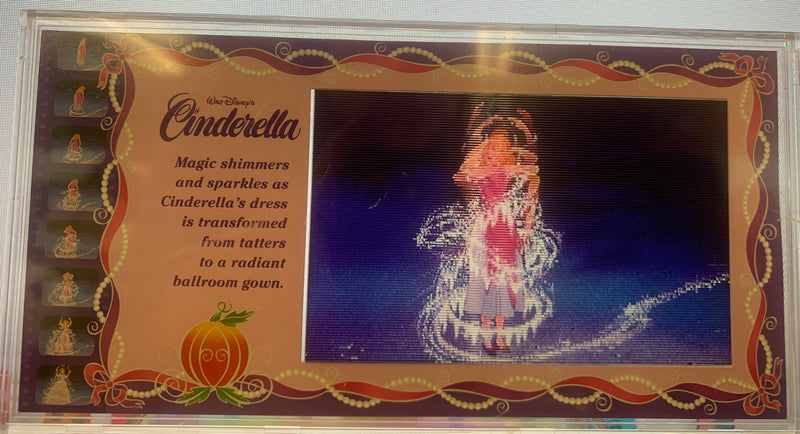 Walt Disney's
Cinderella
Magic shimmers
and sparkles as
Cinderella's dress
is transformed
from tatters
to a radiant
ballroom gown.